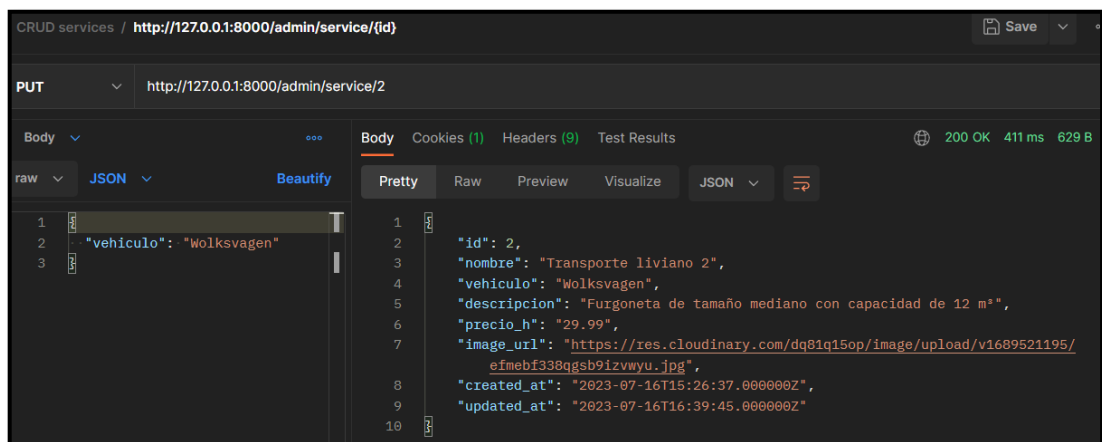 CRUD services / http://127.0.0.1:8000/admin/service/{id}
Save
PUT http://127.0.0.1:8000/admin/service/2
Body
raw JSON Beautify
1 {
2 "vehiculo": "Wolksvagen"
3 }
Body Cookies (1) Headers (9) Test Results 200 OK 411 ms 629 B
Pretty Raw Preview Visualize JSON
1 {
2 "id": 2,
3 "nombre": "Transporte liviano 2",
4 "vehiculo": "Wolksvagen",
5 "descripcion": "Furgoneta de tamaño mediano con capacidad de 12 m³",
6 "precio_h": "29.99",
7 "image_url": "https://res.cloudinary.com/dq81q15op/image/upload/v1689521195/
efmebf338qgsb9izvwyu.jpg",
8 "created_at": "2023-07-16T15:26:37.000000Z",
9 "updated_at": "2023-07-16T16:39:45.000000Z"
10 }